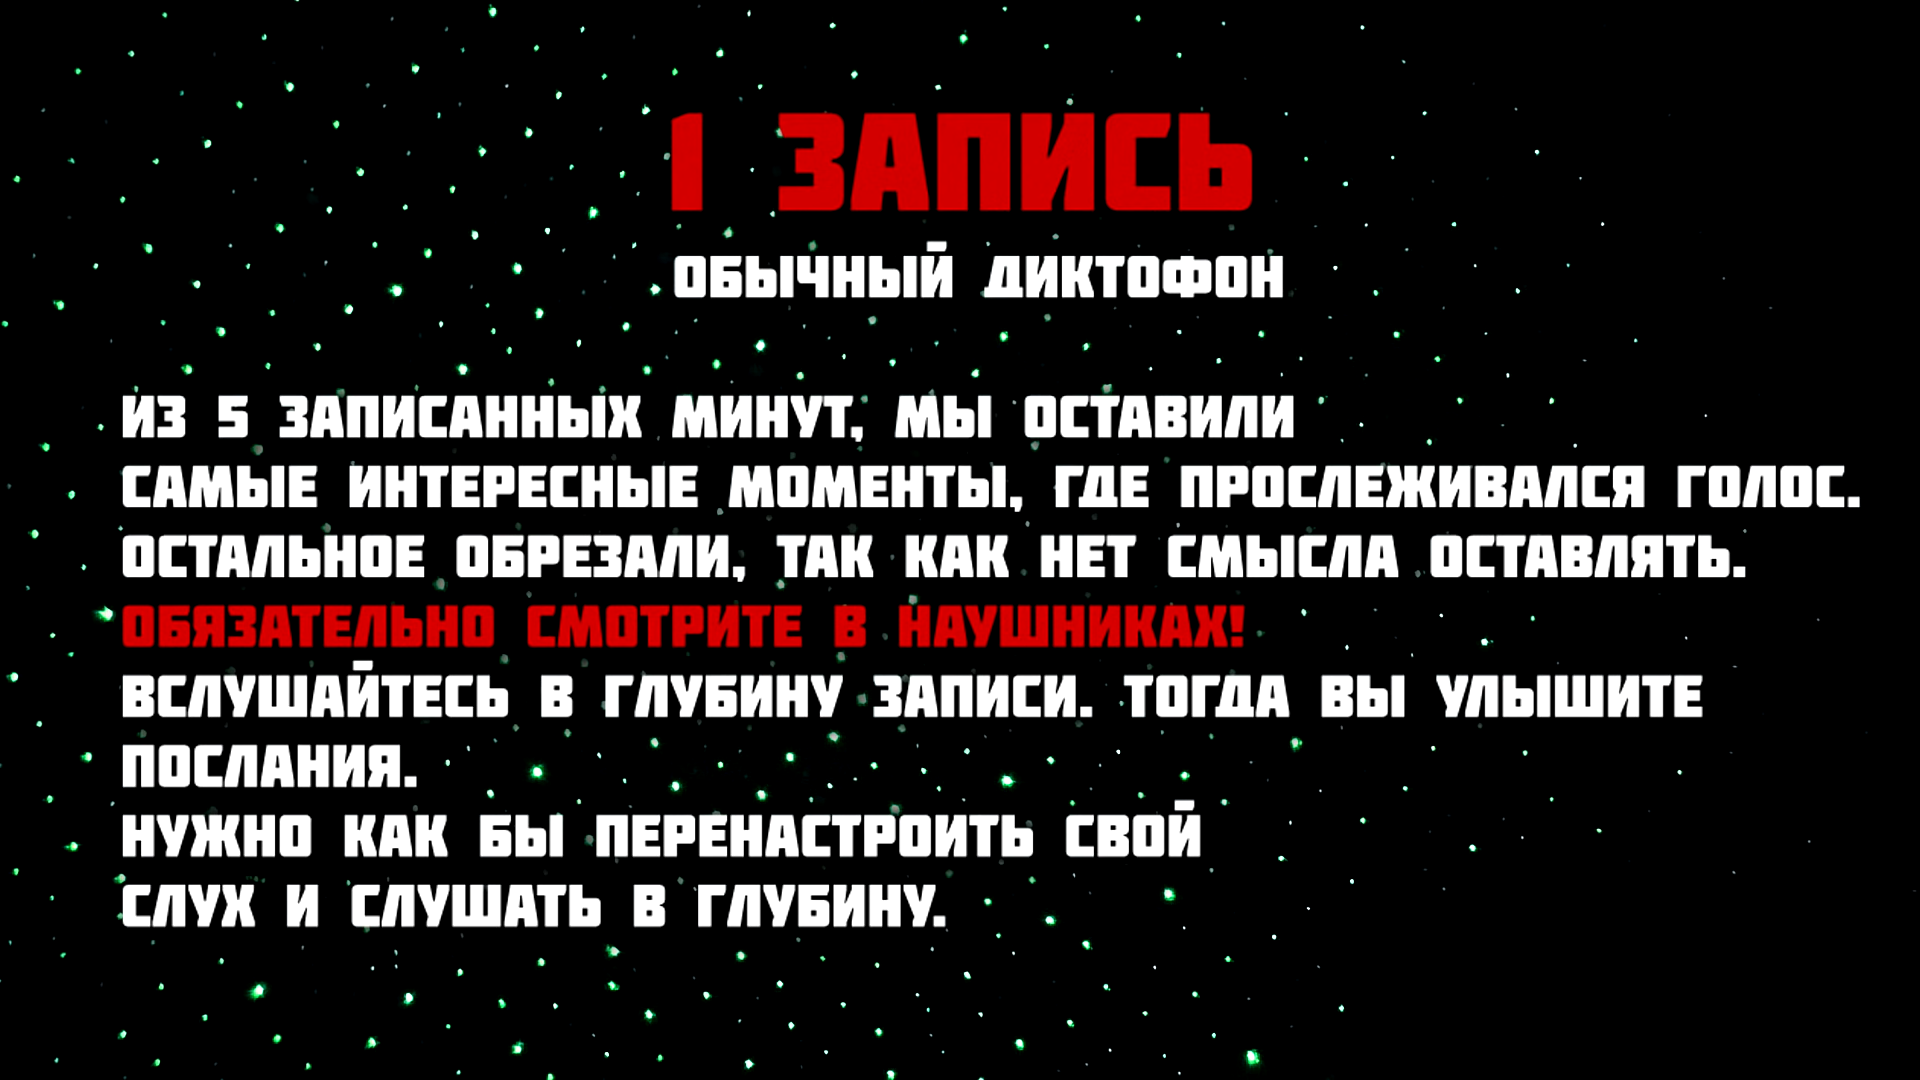 1 ЗАПИСЬ
ОБЫЧНЫЙ ДИКТОФОН
ИЗ 5 ЗАПИСАННЫХ МИНУТ, МЫ ОСТАВИЛИ
САМЫЕ ИНТЕРЕСНЫЕ МОМЕНТЫ, ГДЕ ПРОСЛЕЖИВАЛСЯ ГОЛОС.
ОСТАЛЬНОЕ ОБРЕЗАЛИ, ТАК КАК НЕТ СМЫСЛА ОСТАВЛЯТЬ.
ОБЯЗАТЕЛЬНО СМОТРИТЕ В НАУШНИКАХ!
ВСЛУШАЙТЕСЬ В ГЛУБИНУ ЗАПИСИ. ТОГДА ВЫ УЛЫШИТЕ
ПОСЛАНИЯ.
НУЖНО КАК БЫ ПЕРЕНАСТРОИТЬ СВОЙ
СЛУХ И СЛУШАТЬ В ГЛУБИНУ.